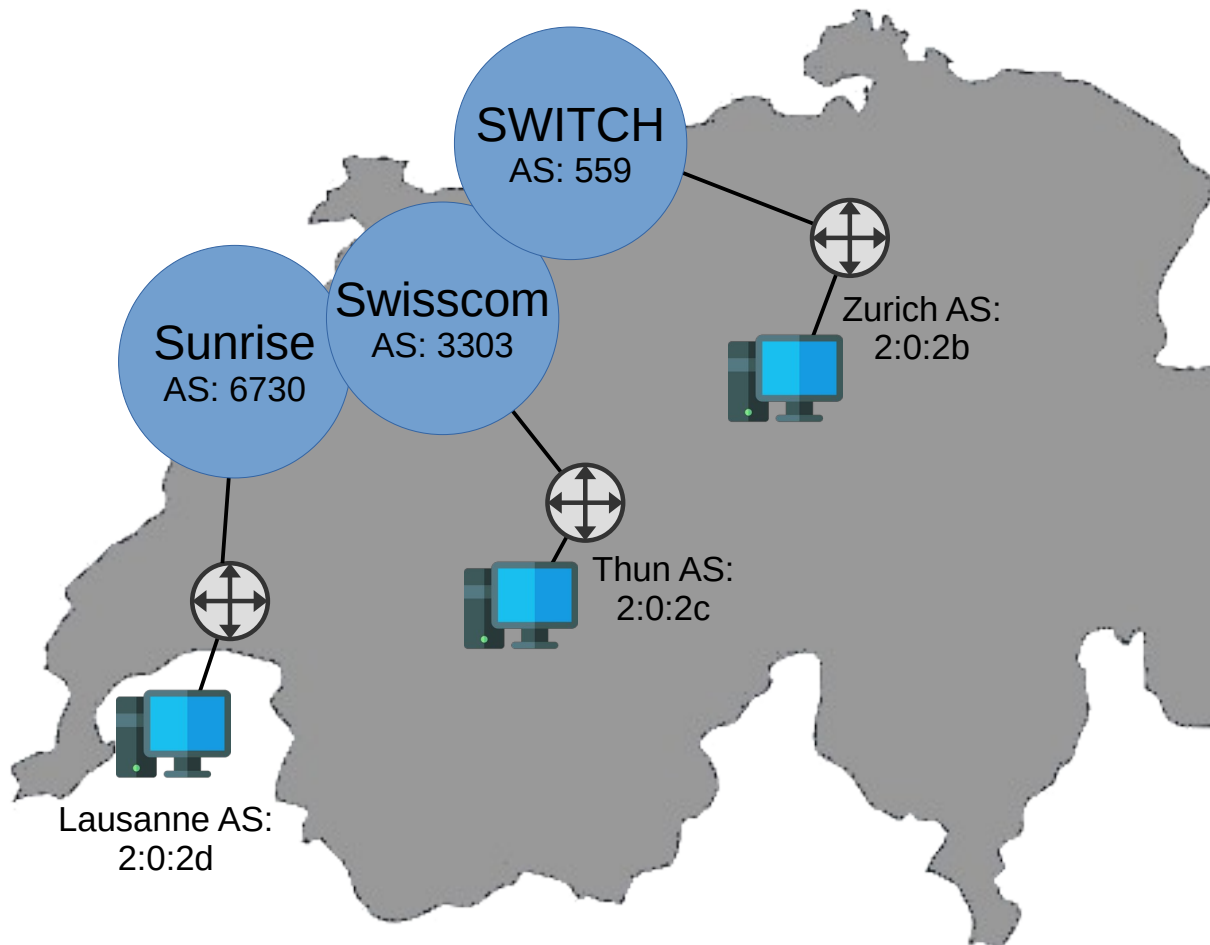 SWITCH
AS: 559
Swisscom
AS: 3303
Sunrise
AS: 6730
Zurich AS:
2:0:2b
Thun AS:
2:0:2c
Lausanne AS:
2:0:2d